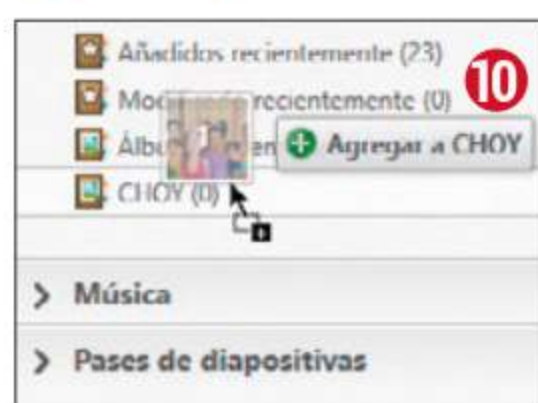 Añadidos recientemente (23)
10
recientemente (0)
Agregar a CHOY
CHOY (0)
Música
Pases de diapositivas